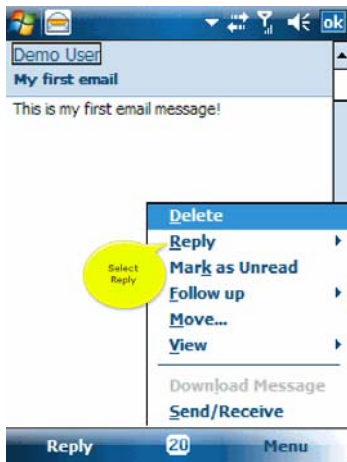 ok
Demo User
My first email
This is my first email message!
Delete
Reply
Select
Reply
Mark as Unread
Follow up
Move...
View
Download Message
Send/Receive
Reply
20
Menu